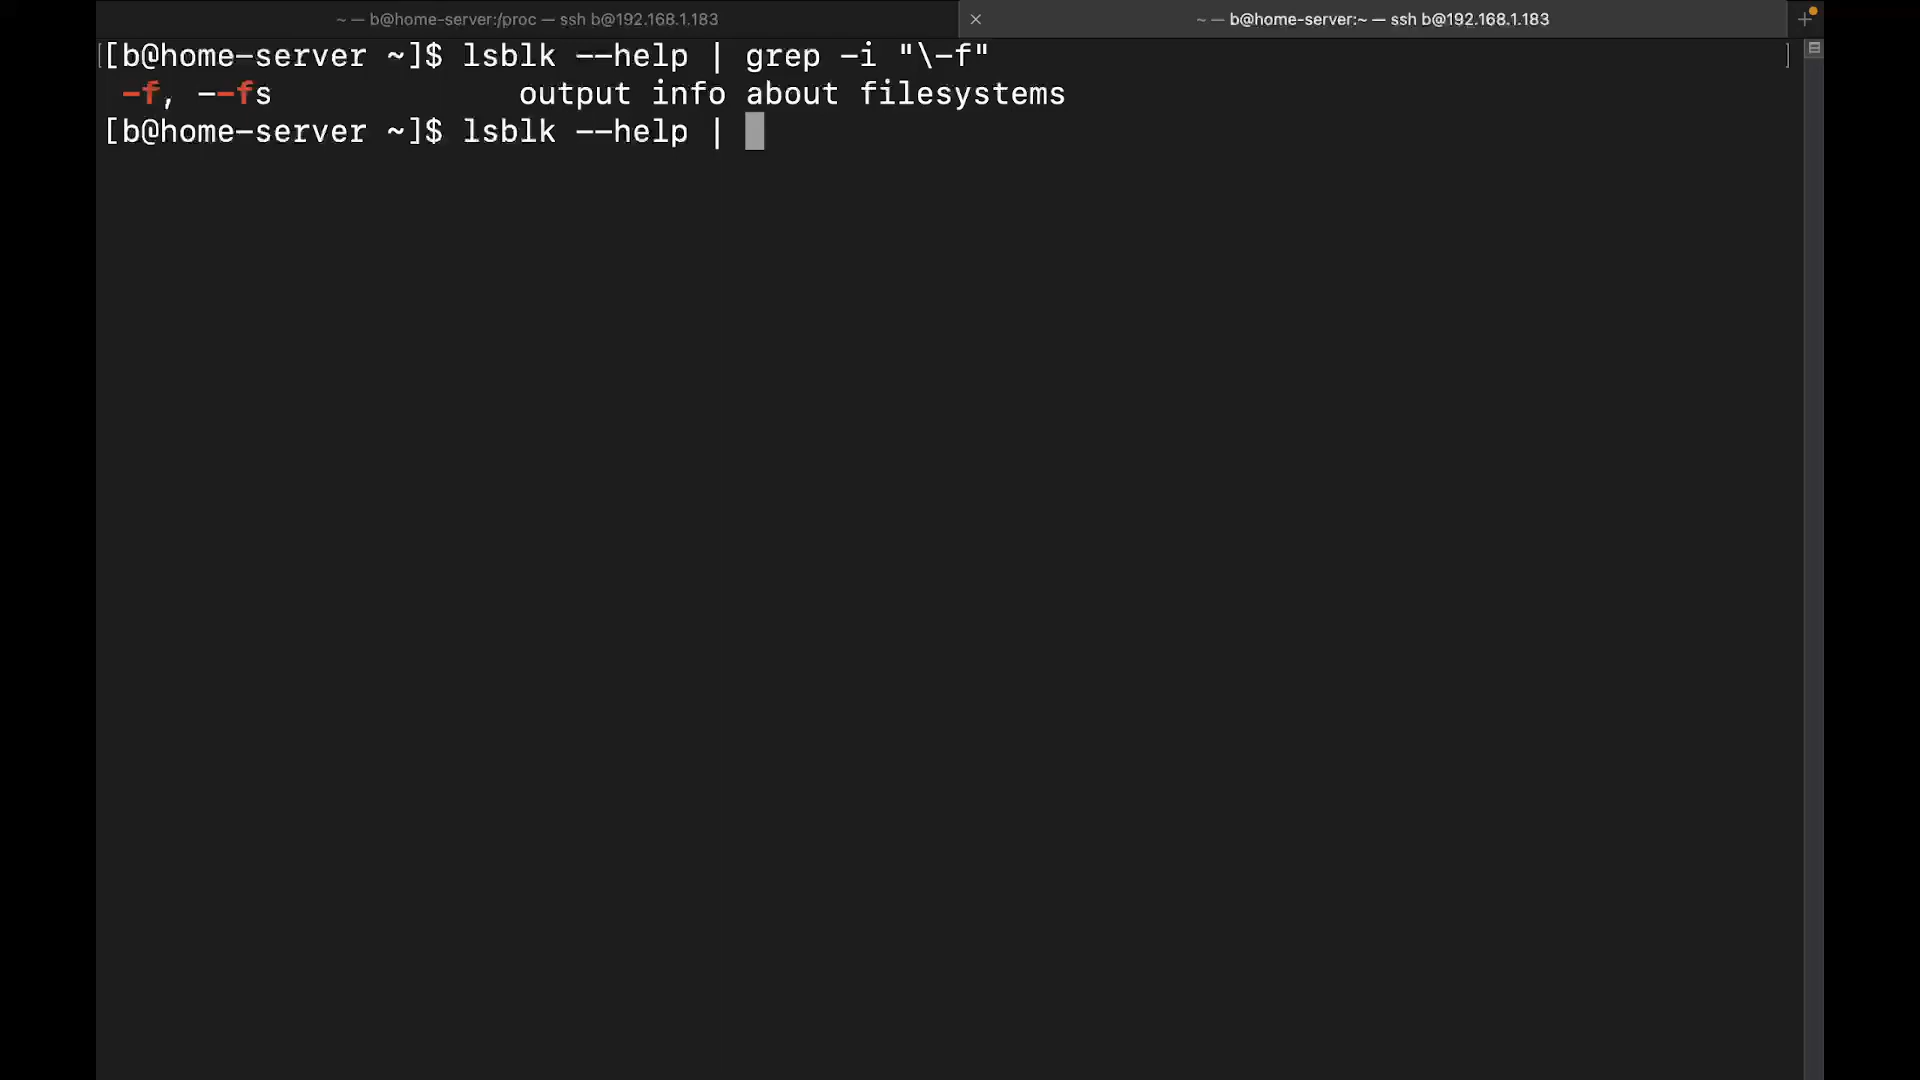 ~ — b@home-server:/proc — ssh b@192.168.1.183
~ — b@home-server:~ — ssh b@192.168.1.183
[b@home-server ~]$ lsblk --help | grep -i "\-f"
-f, --fs             output info about filesystems
[b@home-server ~]$ lsblk --help |